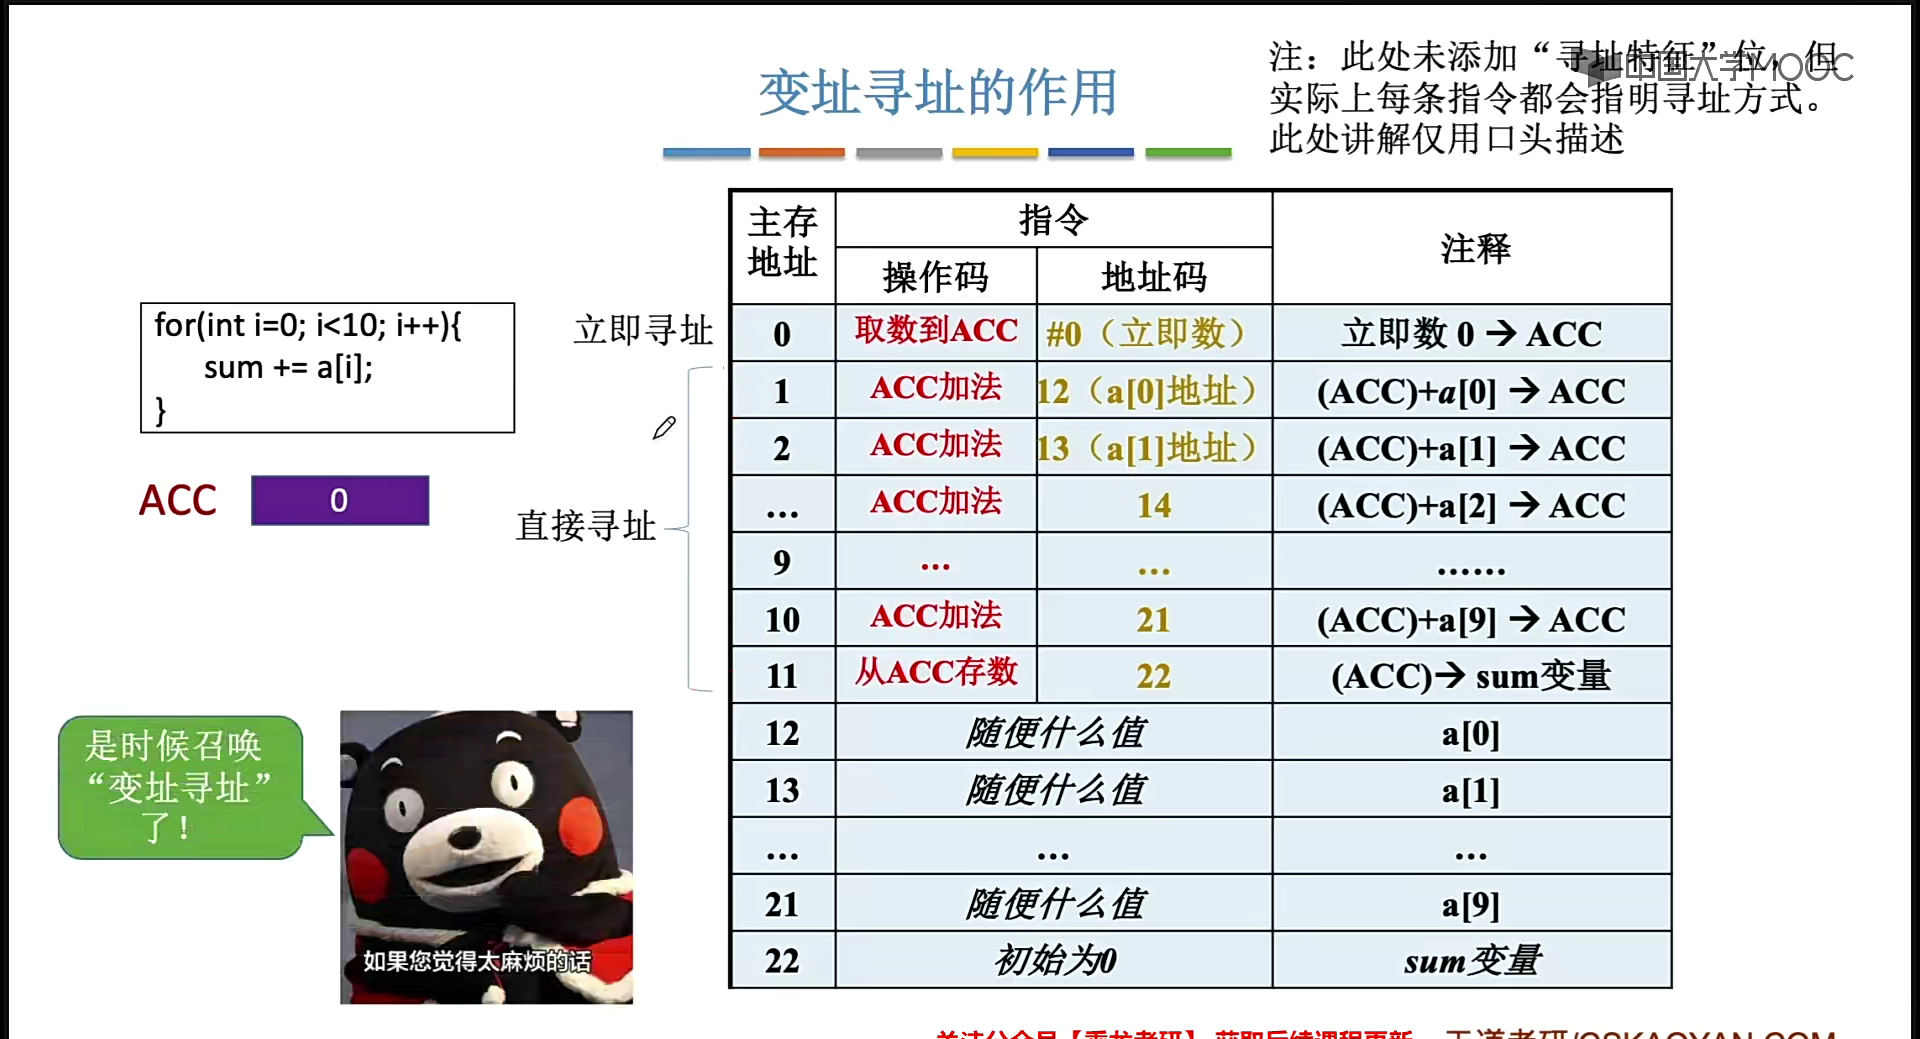 变址寻址的作用
注：此处未添加“寻址特征”位，但
实际上每条指令都会指明寻址方式。
此处讲解仅用口头描述
中国大学MOOC
for(int i=0; i<10; i++){
sum += a[i];
}
ACC 0
立即寻址
直接寻址
主存地址 指令 注释
操作码 地址码
0 取数到ACC #0（立即数） 立即数 0 → ACC
1 ACC加法 12（a[0]地址） (ACC)+a[0] → ACC
2 ACC加法 13（a[1]地址） (ACC)+a[1] → ACC
... ACC加法 14 (ACC)+a[2] → ACC
9 ... ... ......
10 ACC加法 21 (ACC)+a[9] → ACC
11 从ACC存数 22 (ACC)→ sum变量
12 随便什么值 a[0]
13 随便什么值 a[1]
... ... ...
21 随便什么值 a[9]
22 初始为0 sum变量
是时候召唤
“变址寻址”
了！
如果您觉得太麻烦的话
王道考研/CSKAOYAN.COM